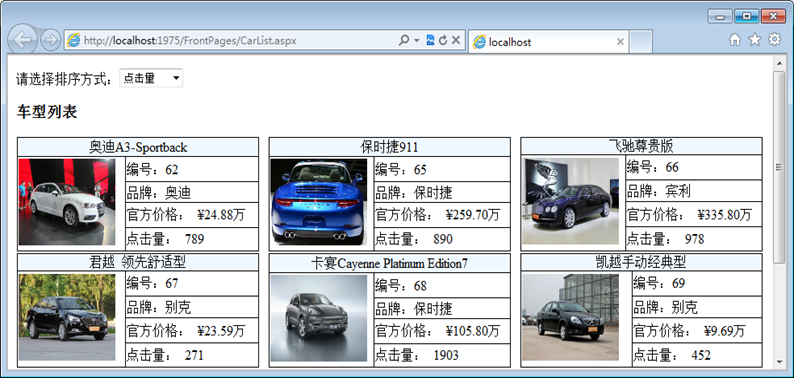 http://localhost:1975/FrontPages/CarList.aspx
localhost
请选择排序方式： 点击量
车型列表
奥迪A3-Sportback
编号：62
品牌：奥迪
官方价格： ¥24.88万
点击量： 789
保时捷911
编号：65
品牌：保时捷
官方价格： ¥259.70万
点击量： 890
飞驰尊贵版
编号：66
品牌：宾利
官方价格： ¥335.80万
点击量： 978
君越 领先舒适型
编号：67
品牌：别克
官方价格： ¥23.59万
点击量： 271
卡宴Cayenne Platinum Edition7
编号：68
品牌：保时捷
官方价格： ¥105.80万
点击量： 1903
凯越手动经典型
编号：69
品牌：别克
官方价格： ¥9.69万
点击量： 452